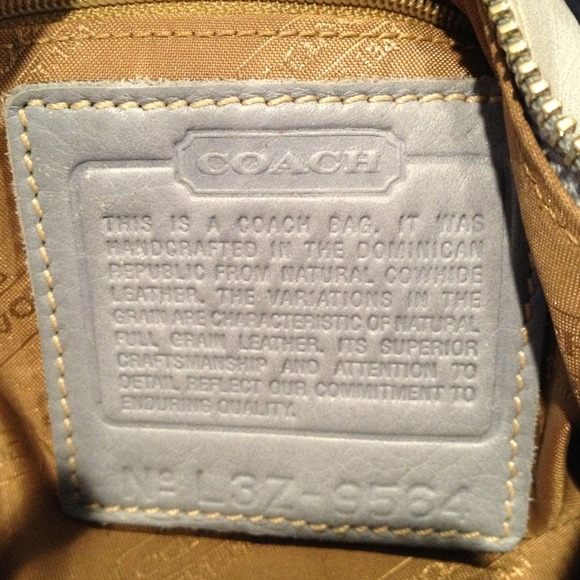 COACH
THIS IS A COACH BAG. IT WAS
HANDCRAFTED IN THE DOMINICAN
REPUBLIC FROM NATURAL COWHIDE
LEATHER. THE VARIATIONS IN THE
GRAIN ARE CHARACTERISTIC OF NATURAL
FULL GRAIN LEATHER. ITS SUPERIOR
CRAFTSMANSHIP AND ATTENTION TO
DETAIL REFLECT OUR COMMITMENT TO
ENDURING QUALITY.
Nº L3Z-9564